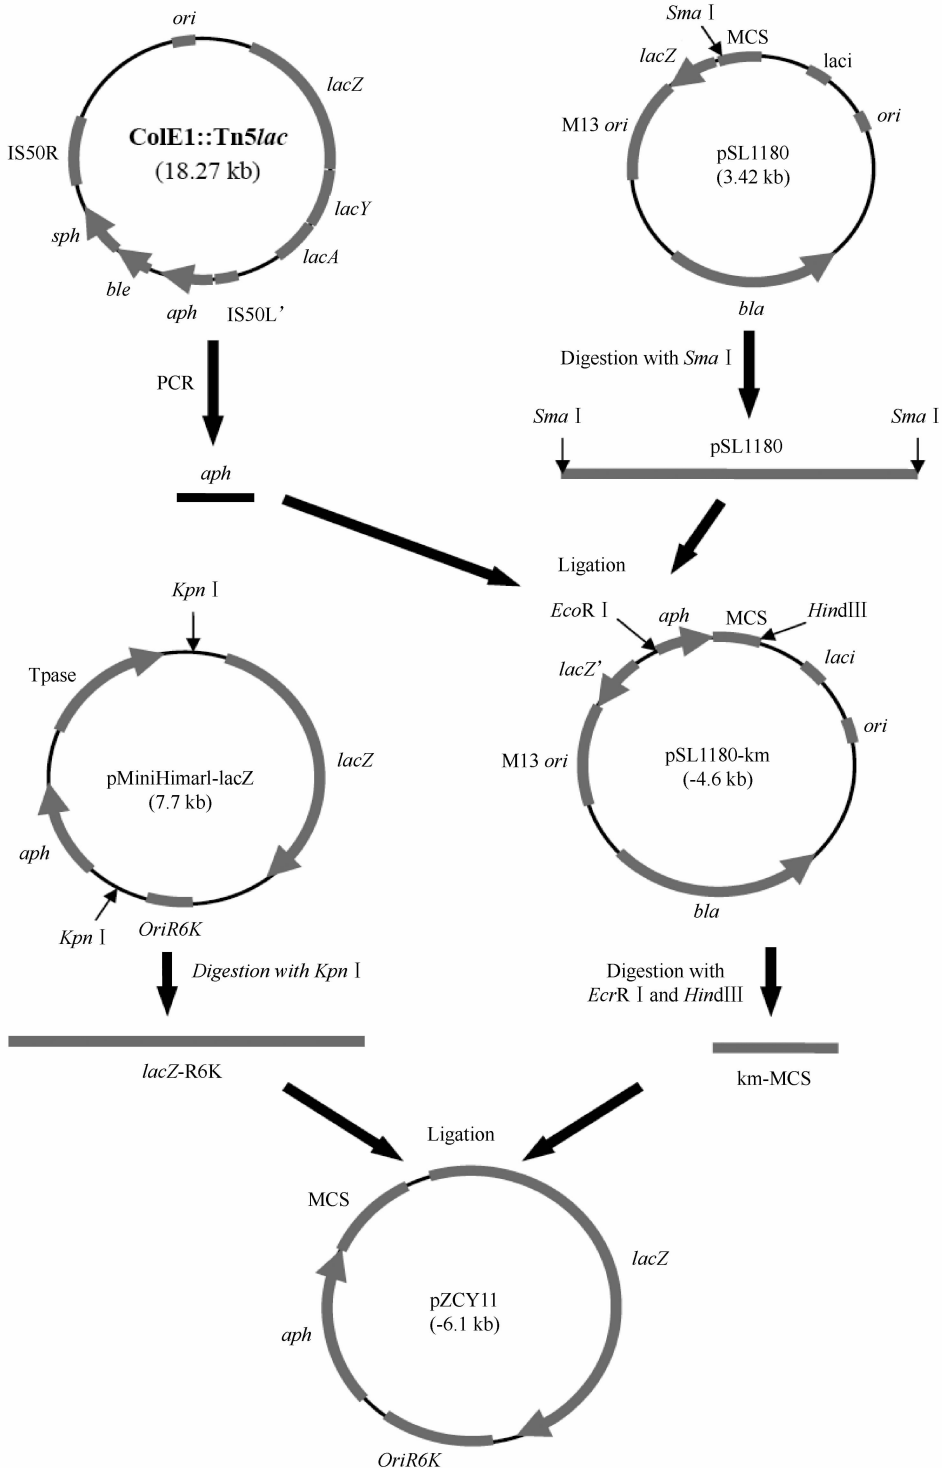 ori
lacZ
ColE1::Tn5lac
(18.27 kb)
IS50R
lacY
sph
lacA
ble
aph
IS50L’
Sma I
MCS
lacZ
laci
ori
M13 ori
pSL1180
(3.42 kb)
bla
PCR
Digestion with Sma I
aph
Sma I
Sma I
pSL1180
Ligation
Kpn I
Tpase
lacZ
pMiniHimarl-lacZ
(7.7 kb)
aph
Kpn I
OriR6K
EcoR I
aph
MCS
HindIII
lacZ’
laci
ori
M13 ori
pSL1180-km
(-4.6 kb)
bla
Digestion with Kpn I
Digestion with
EcrR I and HindIII
lacZ-R6K
km-MCS
Ligation
MCS
lacZ
pZCY11
(-6.1 kb)
aph
OriR6K